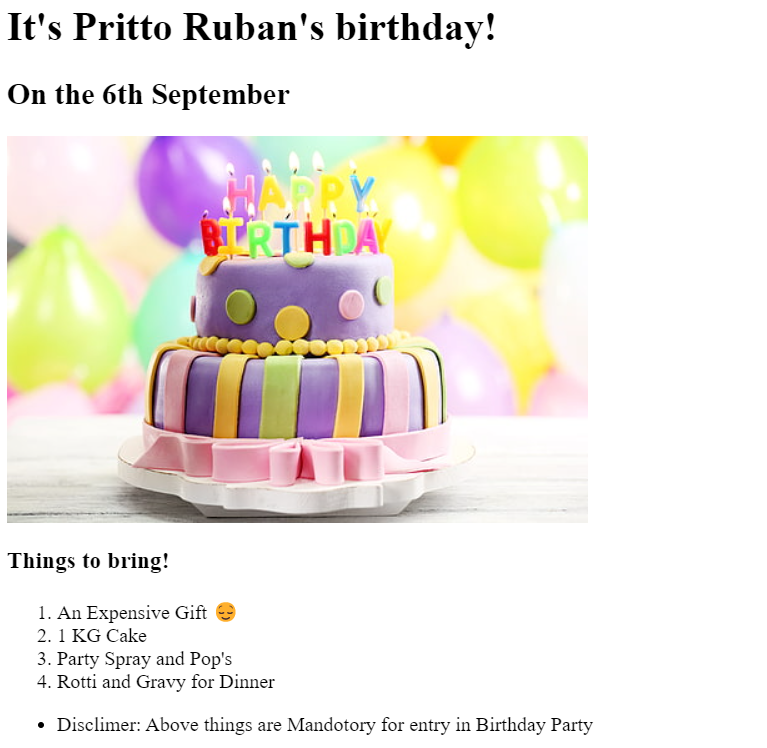 It's Pritto Ruban's birthday!
On the 6th September
HAPPY
BIRTHDAY
Things to bring!
1. An Expensive Gift 😌
2. 1 KG Cake
3. Party Spray and Pop's
4. Rotti and Gravy for Dinner
• Disclimer: Above things are Mandotory for entry in Birthday Party